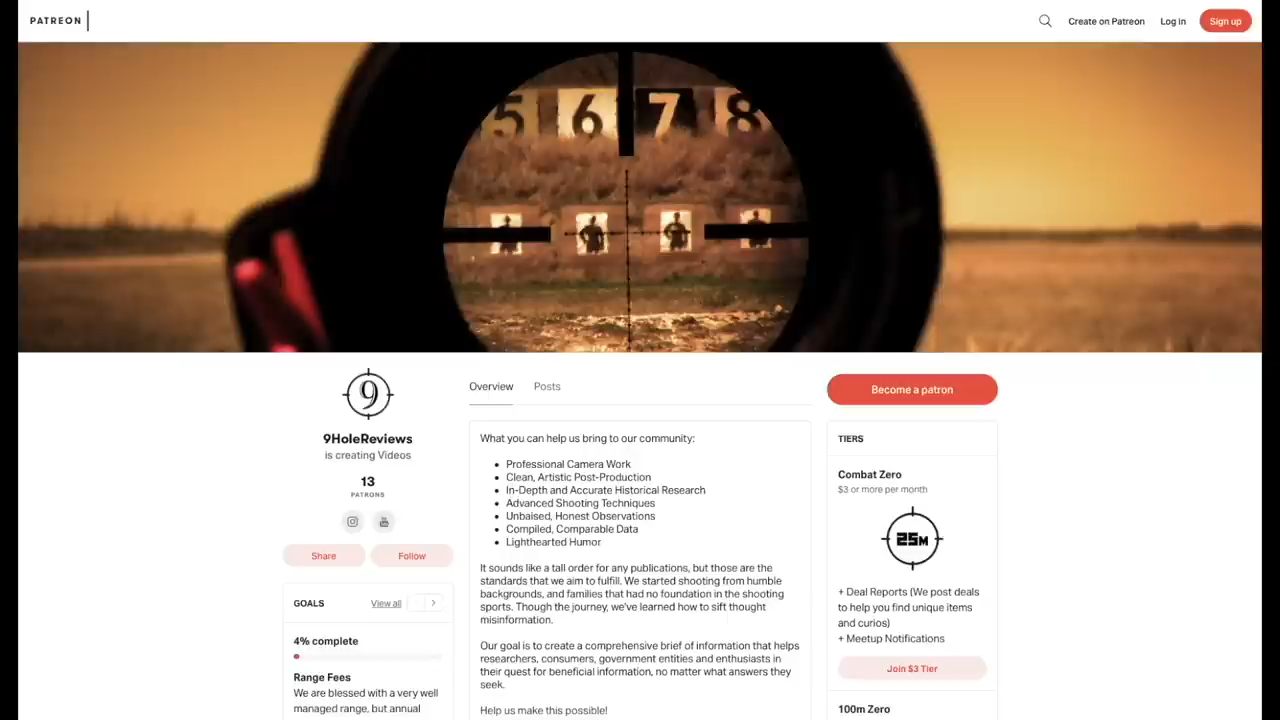 PATREON
Create on Patreon
Log in
Sign up
5 6 7 8
9
9HoleReviews
is creating Videos
13
PATRONS
Share
Follow
GOALS
View all
4% complete
Range Fees
We are blessed with a very well
managed range, but annual
Overview
Posts
What you can help us bring to our community:
Professional Camera Work
Clean, Artistic Post-Production
In-Depth and Accurate Historical Research
Advanced Shooting Techniques
Unbaised, Honest Observations
Compiled, Comparable Data
Lighthearted Humor
It sounds like a tall order for any publications, but those are the
standards that we aim to fulfill. We started shooting from humble
backgrounds, and families that had no foundation in the shooting
sports. Though the journey, we've learned how to sift thought
misinformation.
Our goal is to create a comprehensive brief of information that helps
researchers, consumers, government entities and enthusiasts in
their quest for beneficial information, no matter what answers they
seek.
Help us make this possible!
Become a patron
TIERS
Combat Zero
$3 or more per month
25M
+ Deal Reports (We post deals
to help you find unique items
and curios)
+ Meetup Notifications
Join $3 Tier
100m Zero